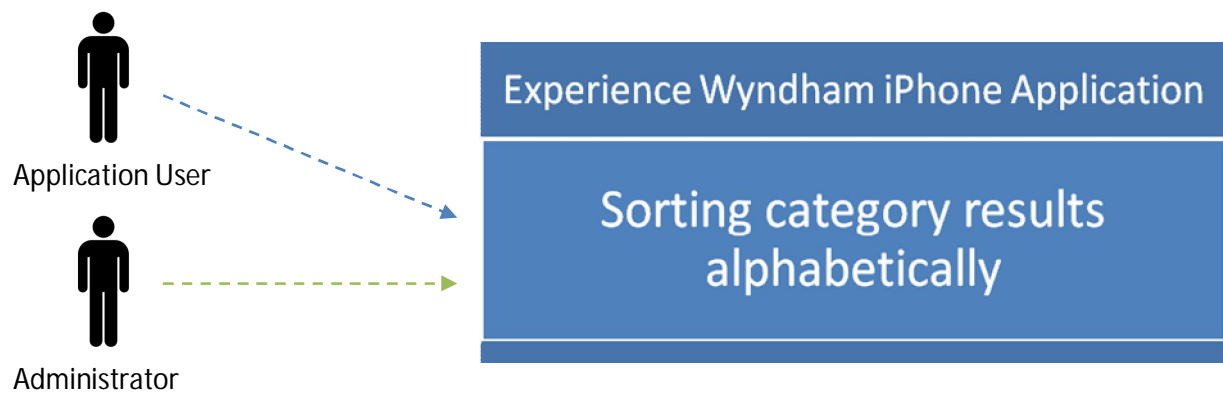 Application User
Administrator
Experience Wyndham iPhone Application
Sorting category results
alphabetically